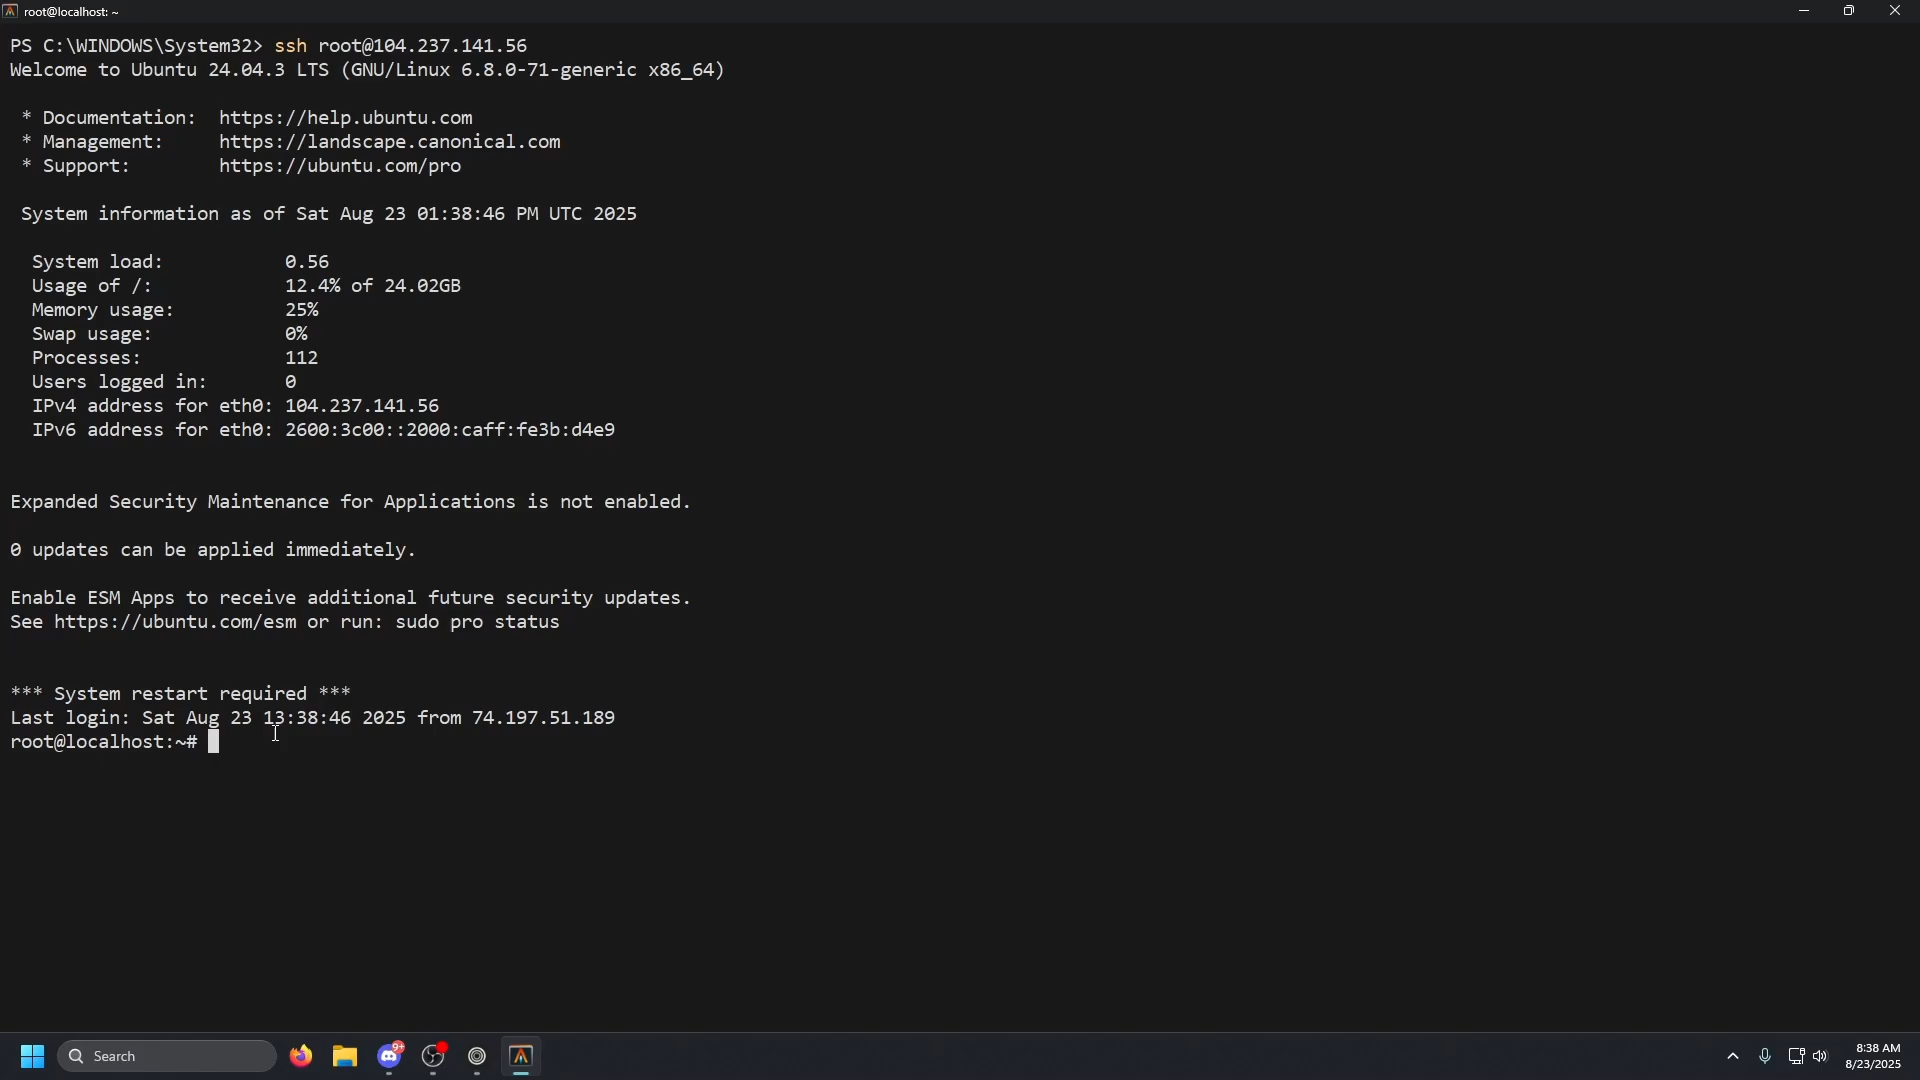 root@localhost: ~
PS C:\WINDOWS\System32> ssh root@104.237.141.56
Welcome to Ubuntu 24.04.3 LTS (GNU/Linux 6.8.0-71-generic x86_64)
* Documentation:  https://help.ubuntu.com
* Management:     https://landscape.canonical.com
* Support:        https://ubuntu.com/pro
System information as of Sat Aug 23 01:38:46 PM UTC 2025
System load:           0.56
Usage of /:            12.4% of 24.02GB
Memory usage:          25%
Swap usage:            0%
Processes:             112
Users logged in:       0
IPv4 address for eth0: 104.237.141.56
IPv6 address for eth0: 2600:3c00::2000:caff:fe3b:d4e9
Expanded Security Maintenance for Applications is not enabled.
0 updates can be applied immediately.
Enable ESM Apps to receive additional future security updates.
See https://ubuntu.com/esm or run: sudo pro status
*** System restart required ***
Last login: Sat Aug 23 13:38:46 2025 from 74.197.51.189
root@localhost:~#
Search
9+
8:38 AM
8/23/2025